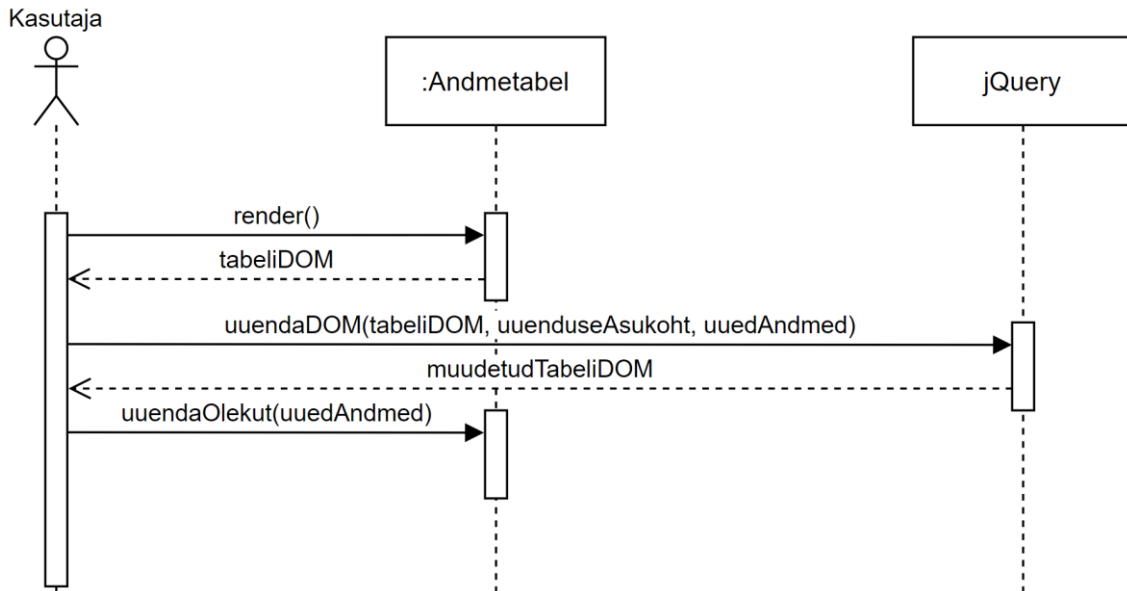 Kasutaja
:Andmetabel
jQuery
render()
tabeliDOM
uuendaDOM(tabeliDOM, uuenduseAsukoht, uuedAndmed)
muudetudTabeliDOM
uuendaOlekut(uuedAndmed)